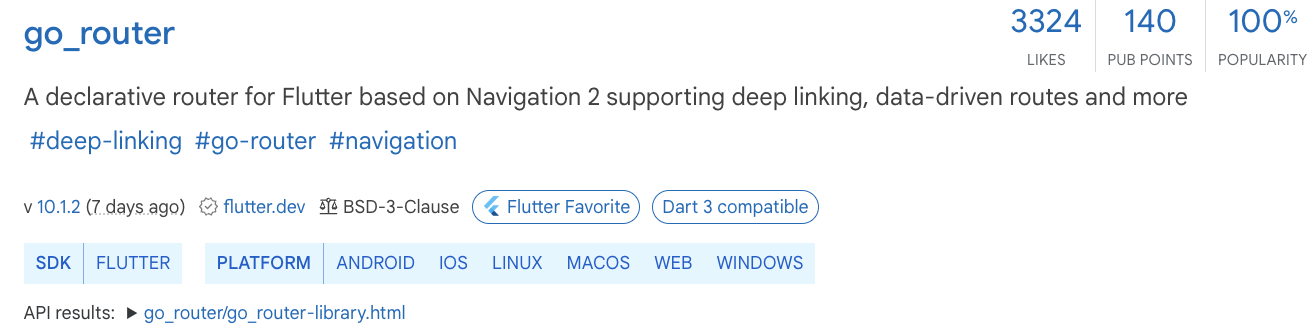 go_router
3324 LIKES
140 PUB POINTS
100% POPULARITY
A declarative router for Flutter based on Navigation 2 supporting deep linking, data-driven routes and more
#deep-linking #go-router #navigation
v 10.1.2 (7 days ago) flutter.dev BSD-3-Clause Flutter Favorite Dart 3 compatible
SDK FLUTTER PLATFORM ANDROID IOS LINUX MACOS WEB WINDOWS
API results: ▶ go_router/go_router-library.html